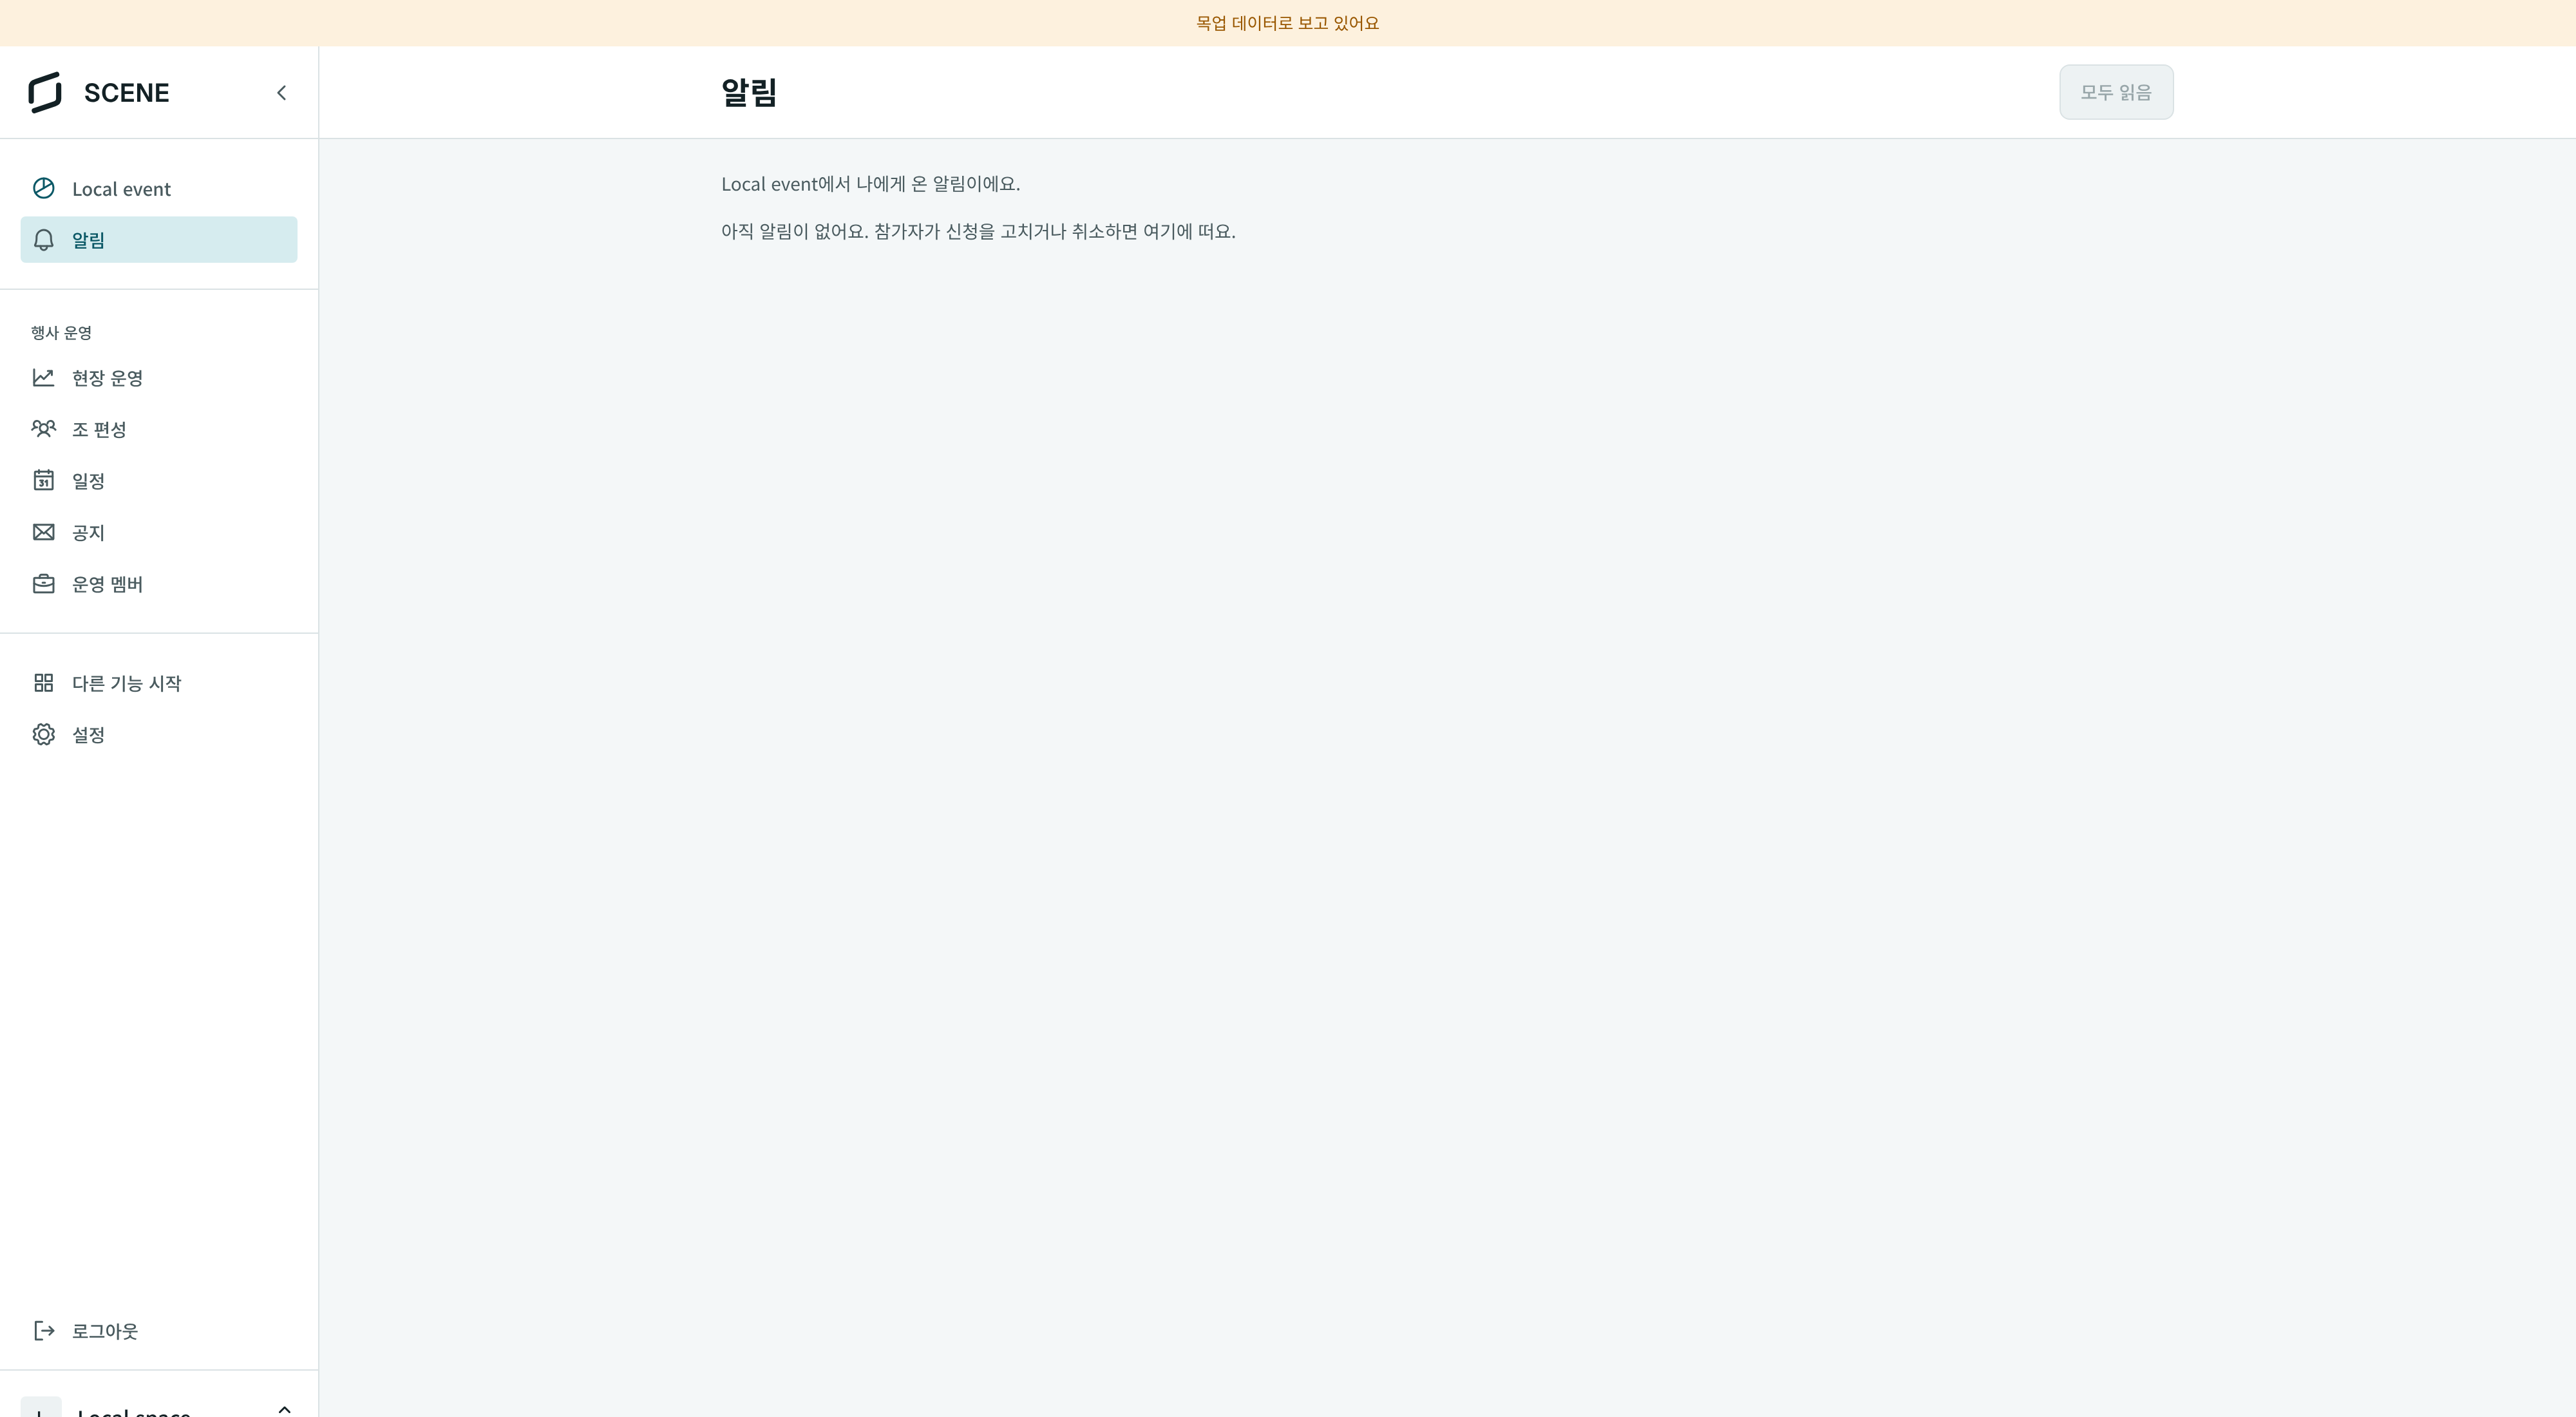 목업 데이터로 보고 있어요
SCENE
알림
모두 읽음
Local event
알림
Local event에서 나에게 온 알림이에요.
아직 알림이 없어요. 참가자가 신청을 고치거나 취소하면 여기에 떠요.
행사 운영
현장 운영
조 편성
31
일정
공지
운영 멤버
다른 기능 시작
설정
로그아웃
Local space